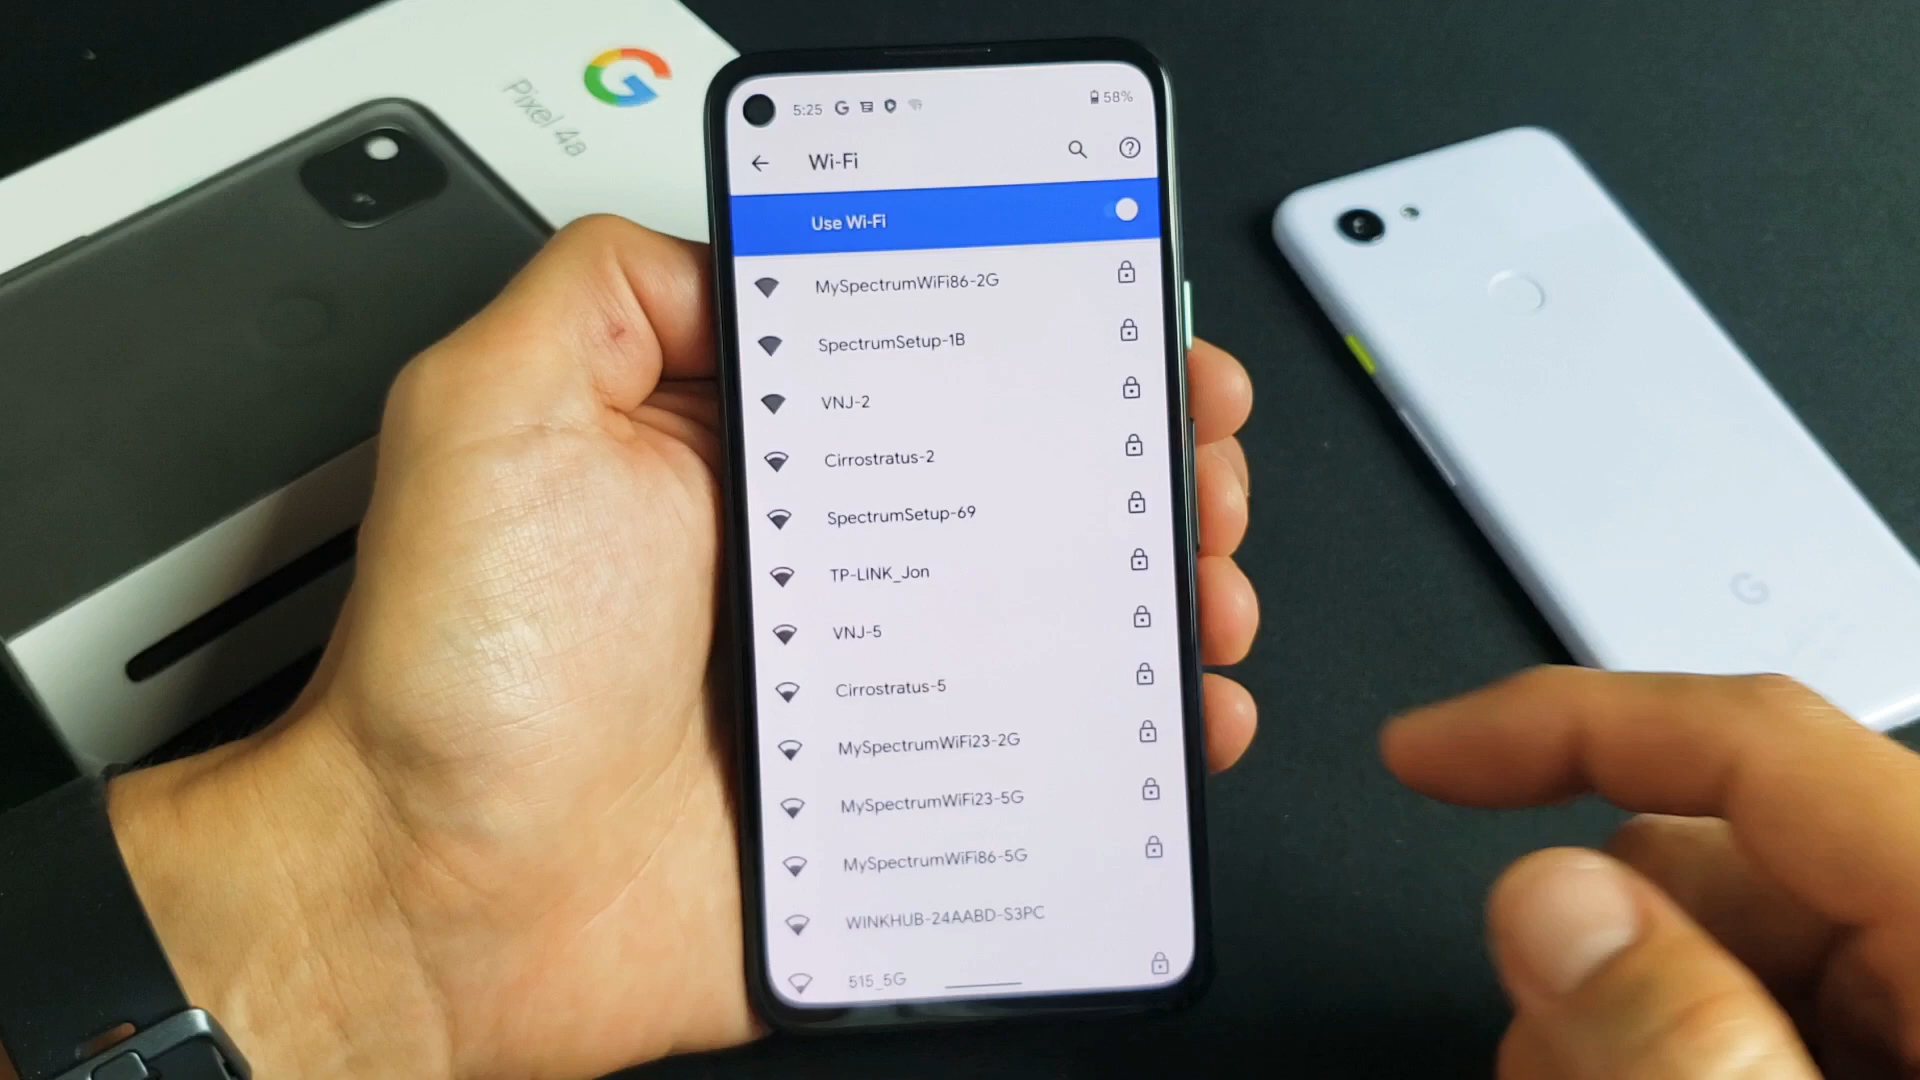 Pixel 4a
5:25
58%
Wi-Fi
Use Wi-Fi
MySpectrumWiFi86-2G
SpectrumSetup-1B
VNJ-2
Cirrostratus-2
SpectrumSetup-69
TP-LINK_Jon
VNJ-5
Cirrostratus-5
MySpectrumWiFi23-2G
MySpectrumWiFi23-5G
MySpectrumWiFi86-5G
WINKHUB-24AABD-S3PC
515_5G